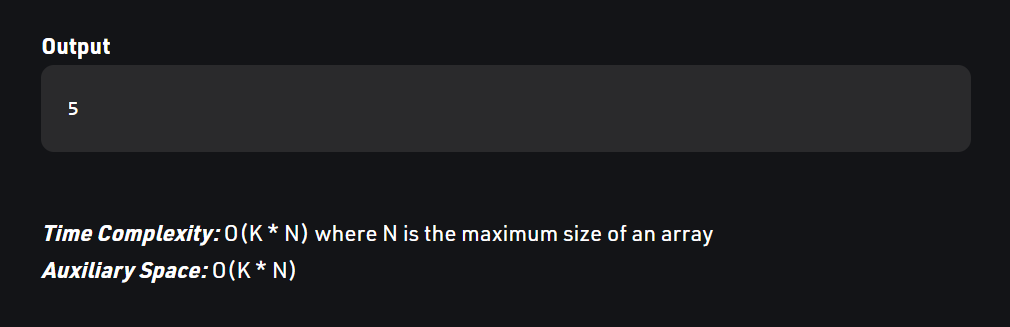 Output
5
Time Complexity: O(K * N) where N is the maximum size of an array
Auxiliary Space: O(K * N)